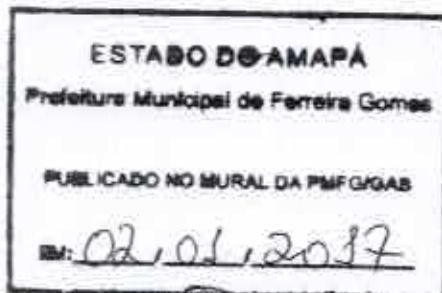 ESTADO DO AMAPÁ
Prefeitura Municipal de Ferreira Gomes
PUBLICADO NO MURAL DA PMFG/GAB
EM: 02, 01, 2017